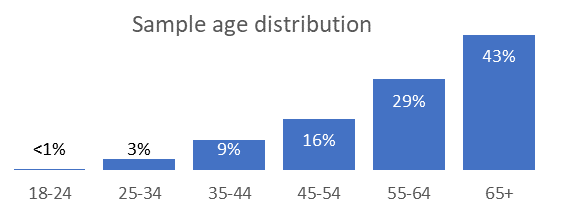 Sample age distribution
43%
29%
16%
<1% 3% 9%
18-24 25-34 35-44 45-54 55-64 65+